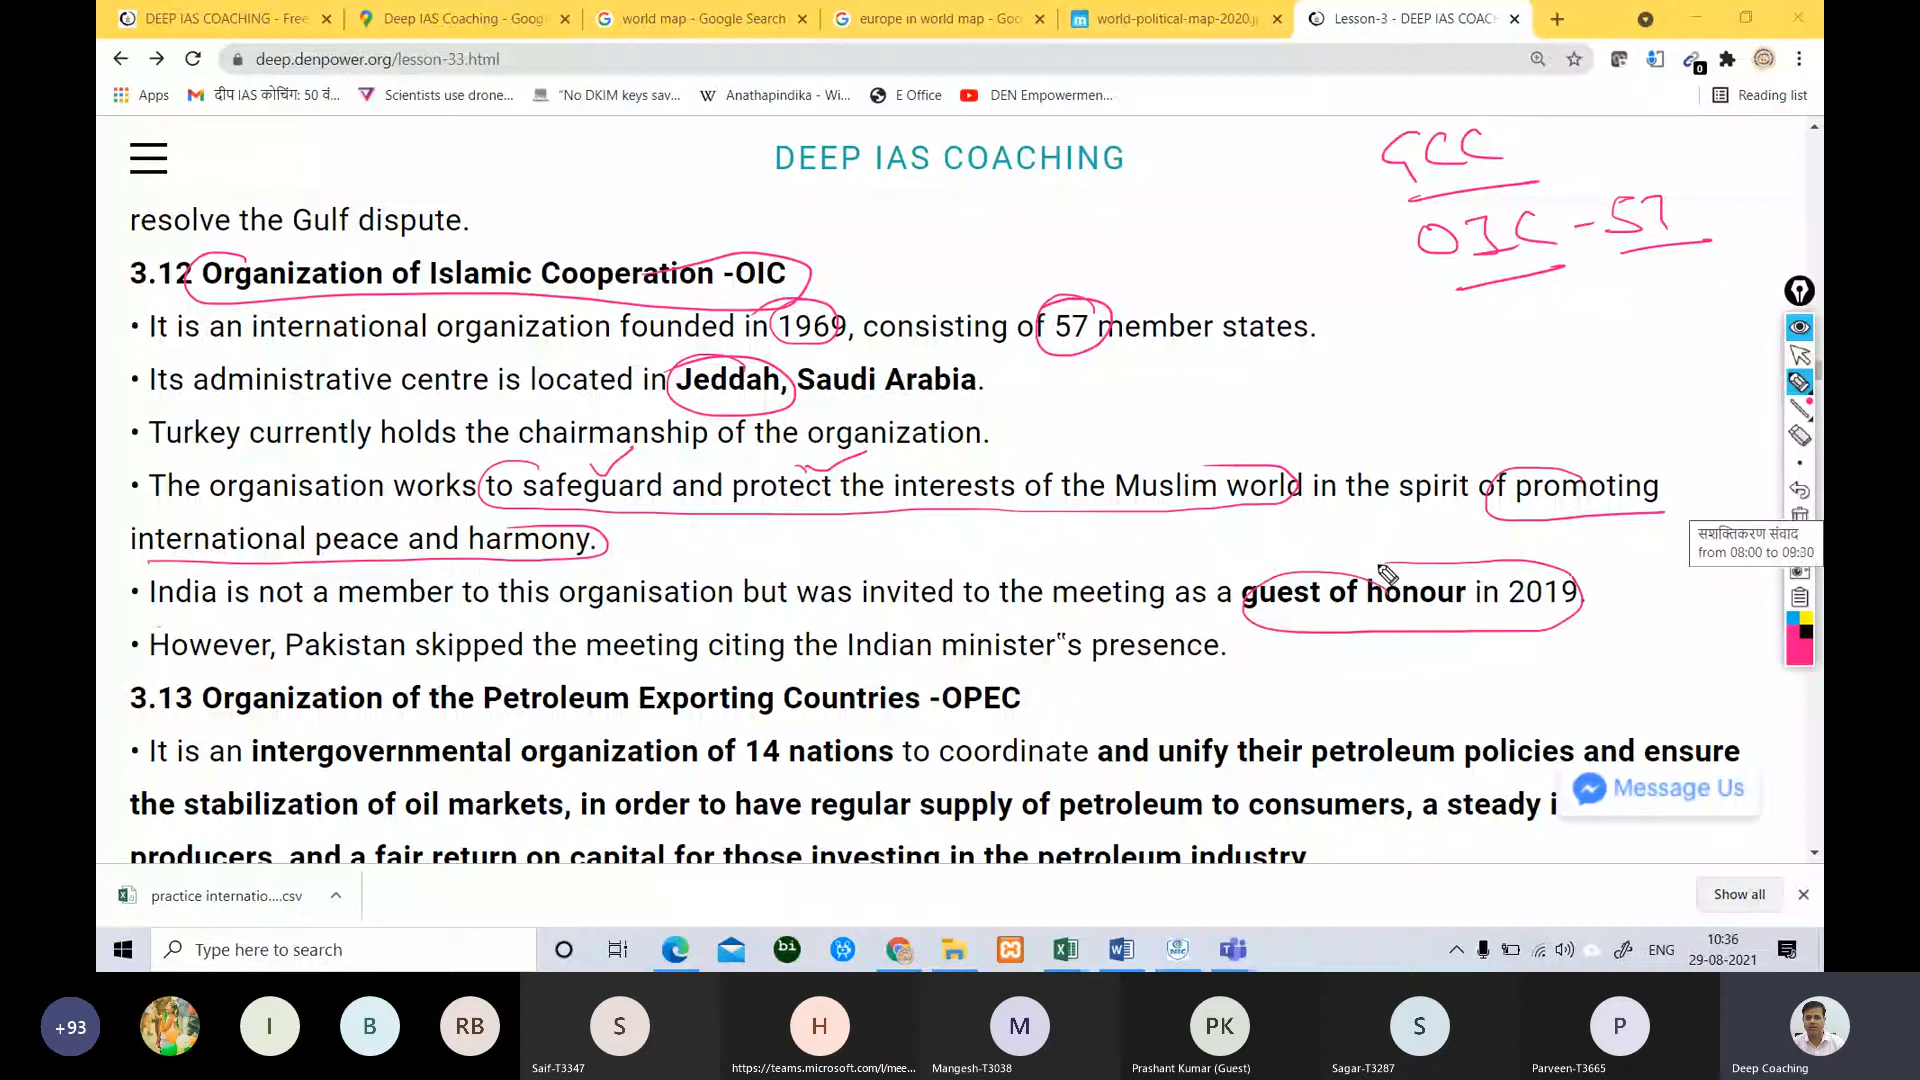 DEEP IAS COACHING - Free
Deep IAS Coaching - Googl
world map - Google Search
europe in world map - Goo
world-political-map-2020.j
Lesson-3 - DEEP IAS COACH
deep.denpower.org/lesson-33.html
0
Apps
दीप IAS कोचिंग: 50 वं...
Scientists use drone...
"No DKIM keys sav...
Anathapindika - Wi...
E Office
DEN Empowermen...
Reading list
DEEP IAS COACHING
GCC
OIC - 57
resolve the Gulf dispute.
3.12 Organization of Islamic Cooperation -OIC
• It is an international organization founded in 1969, consisting of 57 member states.
• Its administrative centre is located in Jeddah, Saudi Arabia.
• Turkey currently holds the chairmanship of the organization.
• The organisation works to safeguard and protect the interests of the Muslim world in the spirit of promoting
international peace and harmony.
सशक्तिकरण संवाद
from 08:00 to 09:30
• India is not a member to this organisation but was invited to the meeting as a guest of honour in 2019.
• However, Pakistan skipped the meeting citing the Indian minister‟s presence.
3.13 Organization of the Petroleum Exporting Countries -OPEC
• It is an intergovernmental organization of 14 nations to coordinate and unify their petroleum policies and ensure
the stabilization of oil markets, in order to have regular supply of petroleum to consumers, a steady i
Message Us
producers, and a fair return on capital for those investing in the petroleum industry.
practice internatio....csv
Show all
Type here to search
bi
ENG
10:36
29-08-2021
+93
I
B
RB
S
H
M
PK
S
P
Saif-T3347
https://teams.microsoft.com/l/mee...
Mangesh-T3038
Prashant Kumar (Guest)
Sagar-T3287
Parveen-T3665
Deep Coaching